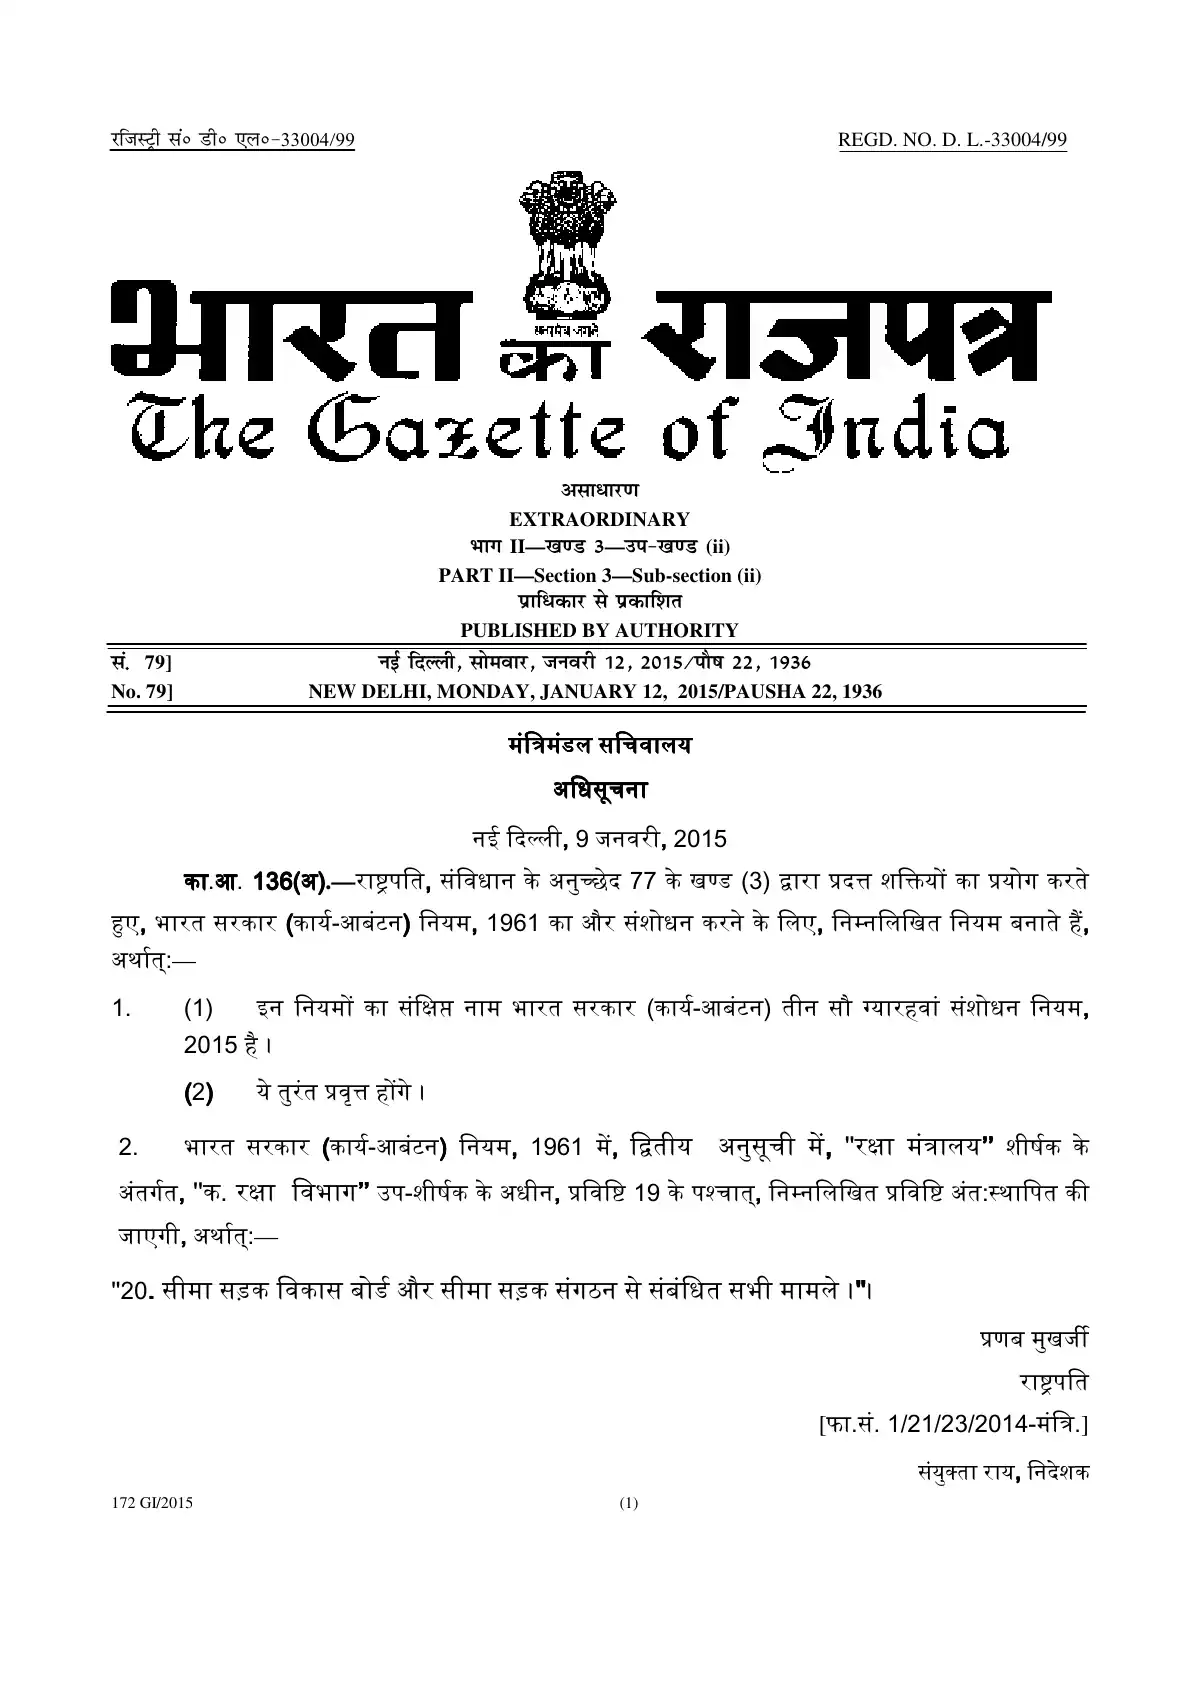 रजिस्ट्री सं० डी० एल०-33004/99
REGD. NO. D. L.-33004/99
भारत का राजपत्र
The Gazette of India
असाधारण
EXTRAORDINARY
भाग II—खण्ड 3—उप-खण्ड (ii)
PART II—Section 3—Sub-section (ii)
प्राधिकार से प्रकाशित
PUBLISHED BY AUTHORITY
सं. 79]
नई दिल्ली, सोमवार, जनवरी 12, 2015/पौष 22, 1936
No. 79]
NEW DELHI, MONDAY, JANUARY 12, 2015/PAUSHA 22, 1936
मंत्रिमंडल सचिवालय
अधिसूचना
नई दिल्ली, 9 जनवरी, 2015
का.आ. 136(अ).—राष्ट्रपति, संविधान के अनुच्छेद 77 के खण्ड (3) द्वारा प्रदत्त शक्तियों का प्रयोग करते
हुए, भारत सरकार (कार्य-आबंटन) नियम, 1961 का और संशोधन करने के लिए, निम्नलिखित नियम बनाते हैं,
अर्थात्:—
1. (1) इन नियमों का संक्षिप्त नाम भारत सरकार (कार्य-आबंटन) तीन सौ ग्यारहवां संशोधन नियम,
2015 है।
(2) ये तुरंत प्रवृत्त होंगे।
2. भारत सरकार (कार्य-आबंटन) नियम, 1961 में, द्वितीय अनुसूची में, "रक्षा मंत्रालय” शीर्षक के
अंतर्गत, "क. रक्षा विभाग” उप-शीर्षक के अधीन, प्रविष्टि 19 के पश्चात्, निम्नलिखित प्रविष्टि अंत:स्थापित की
जाएगी, अर्थात्:—
"20. सीमा सड़क विकास बोर्ड और सीमा सड़क संगठन से संबंधित सभी मामले।"।
प्रणब मुखर्जी
राष्ट्रपति
[फा.सं. 1/21/23/2014-मंत्रि.]
संयुक्ता राय, निदेशक
172 GI/2015
(1)